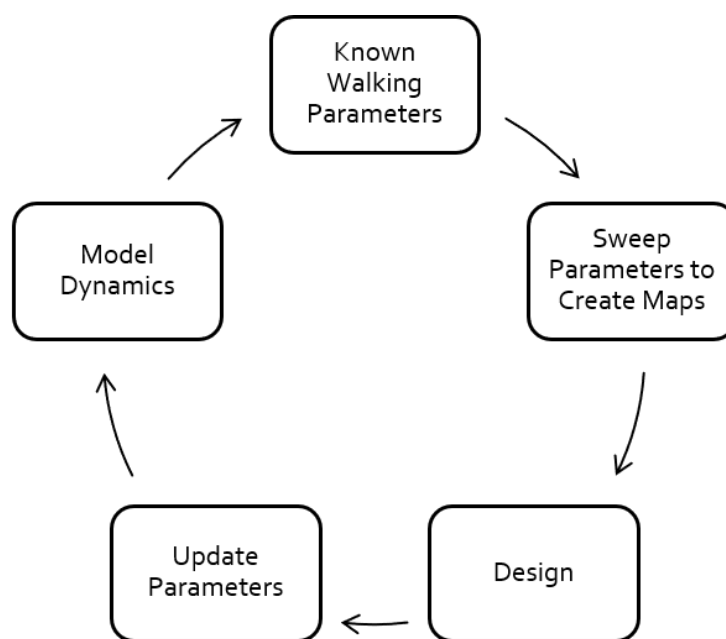 Known
Walking
Parameters
Sweep
Parameters to
Create Maps
Design
Update
Parameters
Model
Dynamics